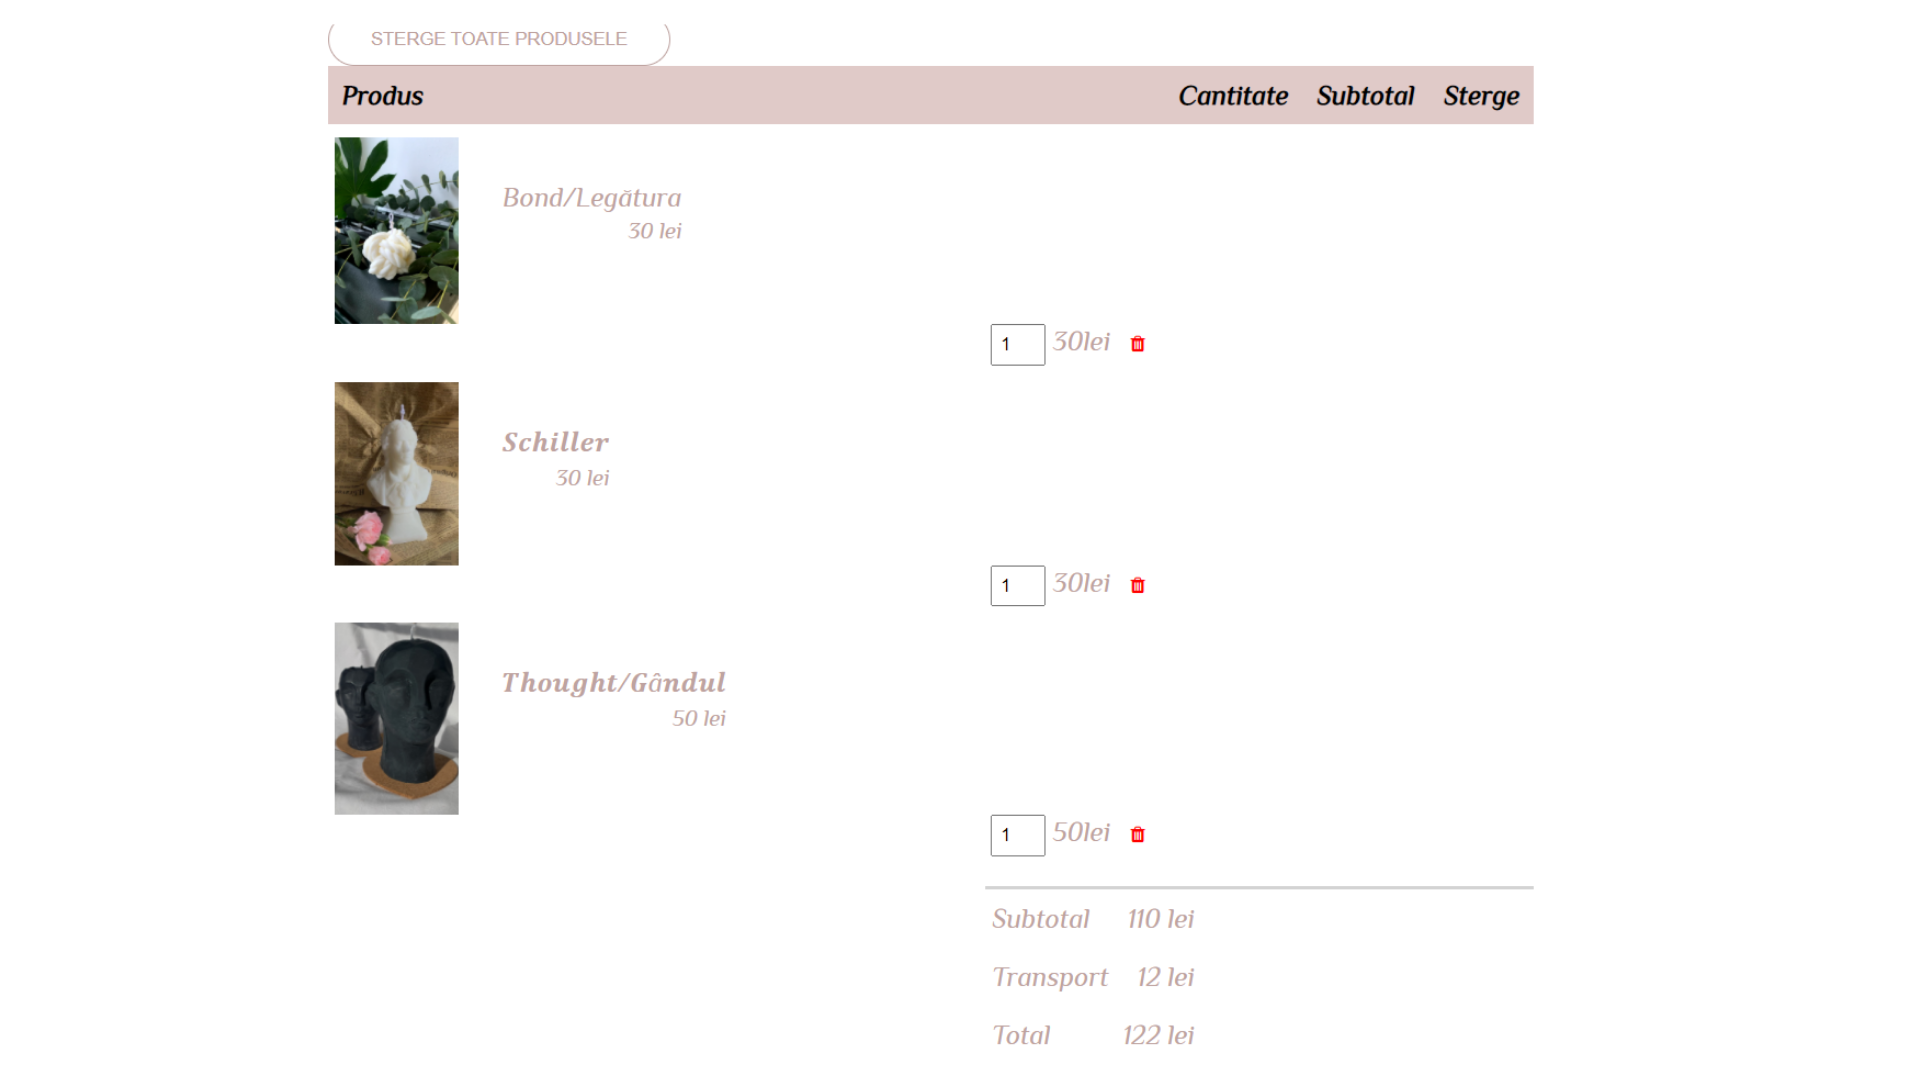 STERGE TOATE PRODUSELE
Produs Cantitate Subtotal Sterge
Bond/Legătura
30 lei
1 30lei
Schiller
30 lei
1 30lei
Thought/Gândul
50 lei
1 50lei
Subtotal 110 lei
Transport 12 lei
Total 122 lei